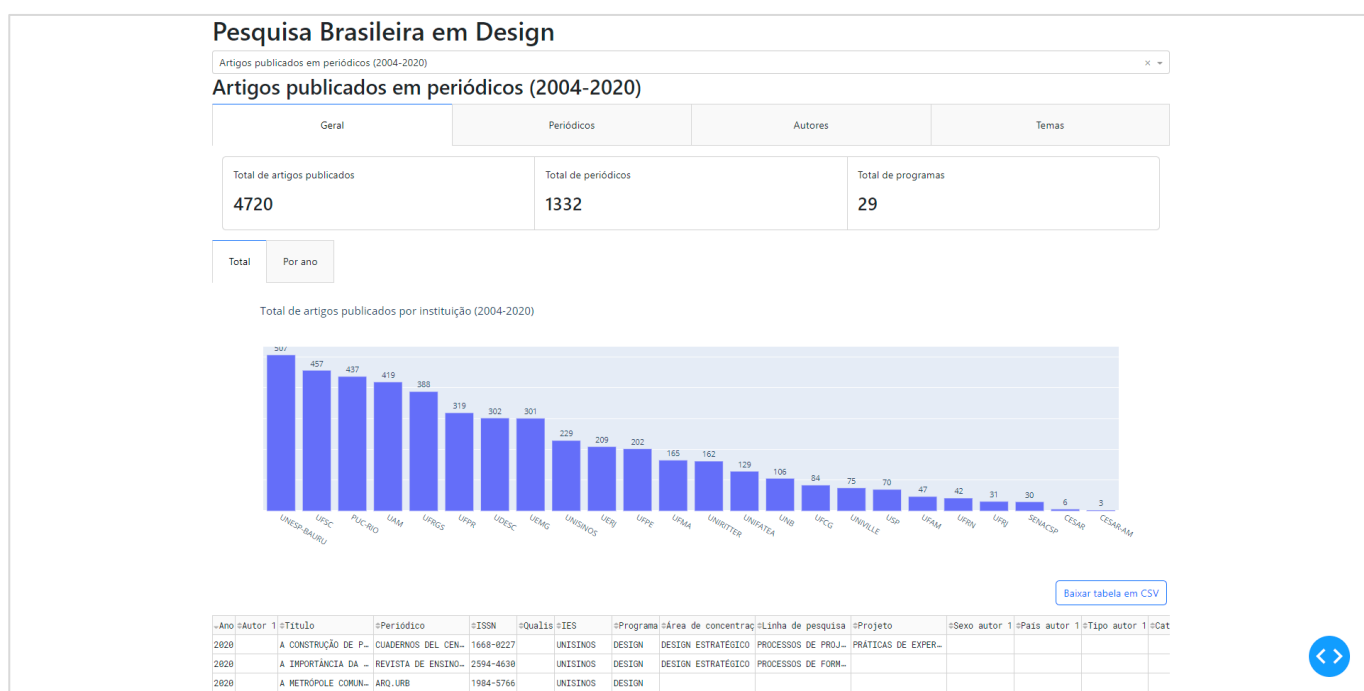 Pesquisa Brasileira em Design
Artigos publicados em periódicos (2004-2020)
Artigos publicados em periódicos (2004-2020)
Geral Periódicos Autores Temas
Total de artigos publicados Total de periódicos Total de programas
4720 1332 29
Total Por ano
Total de artigos publicados por instituição (2004-2020)
507 457 437 419 388 319 302 301 229 209 202 165 162 129 106 84 75 70 47 42 31 30 6 3
UNESP-BAURU UFSC PUC-RIO UAM UFRGS UFPR UDESC UEMG UNISINOS UERJ UFPE UFMA UNIRITTER UNIFATEA UNB UFCG UNIVILLE USP UFAM UFRN UFRJ SENACSP CESAR CESAR-AM
Baixar tabela em CSV
Ano Autor 1 Título Periódico ISSN Qualis IES Programa Área de concentraç Linha de pesquisa Projeto Sexo autor 1 País autor 1 Tipo autor 1 Cat
2020 A CONSTRUÇÃO DE P… CUADERNOS DEL CEN… 1668-0227 UNISINOS DESIGN DESIGN ESTRATÉGICO PROCESSOS DE PROJ… PRÁTICAS DE EXPER…
2020 A IMPORTÂNCIA DA … REVISTA DE ENSINO… 2594-4630 UNISINOS DESIGN DESIGN ESTRATÉGICO PROCESSOS DE FORM…
2020 A METRÓPOLE COMUN… ARQ.URB 1984-5766 UNISINOS DESIGN